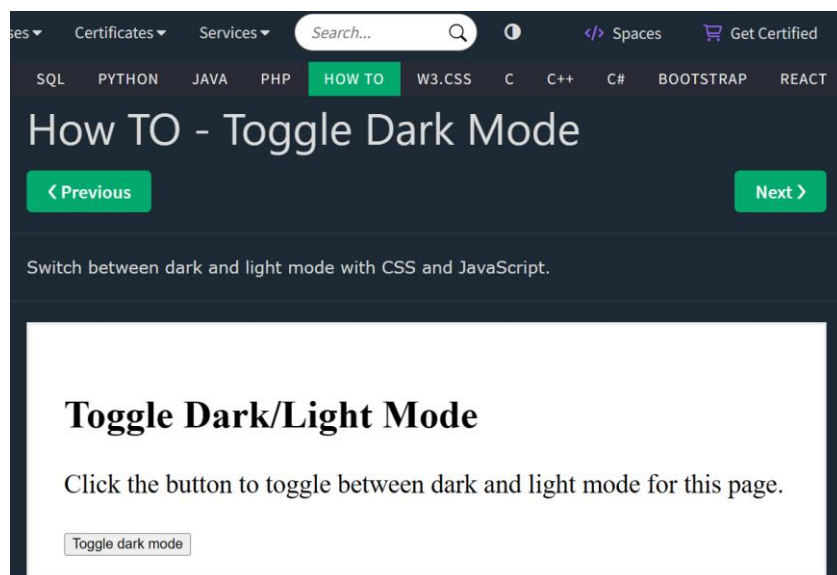 Certificates Services Search... Spaces Get Certified
SQL PYTHON JAVA PHP HOW TO W3.CSS C C++ C# BOOTSTRAP REACT
How TO - Toggle Dark Mode
❮ Previous Next ❯
Switch between dark and light mode with CSS and JavaScript.
Toggle Dark/Light Mode
Click the button to toggle between dark and light mode for this page.
Toggle dark mode